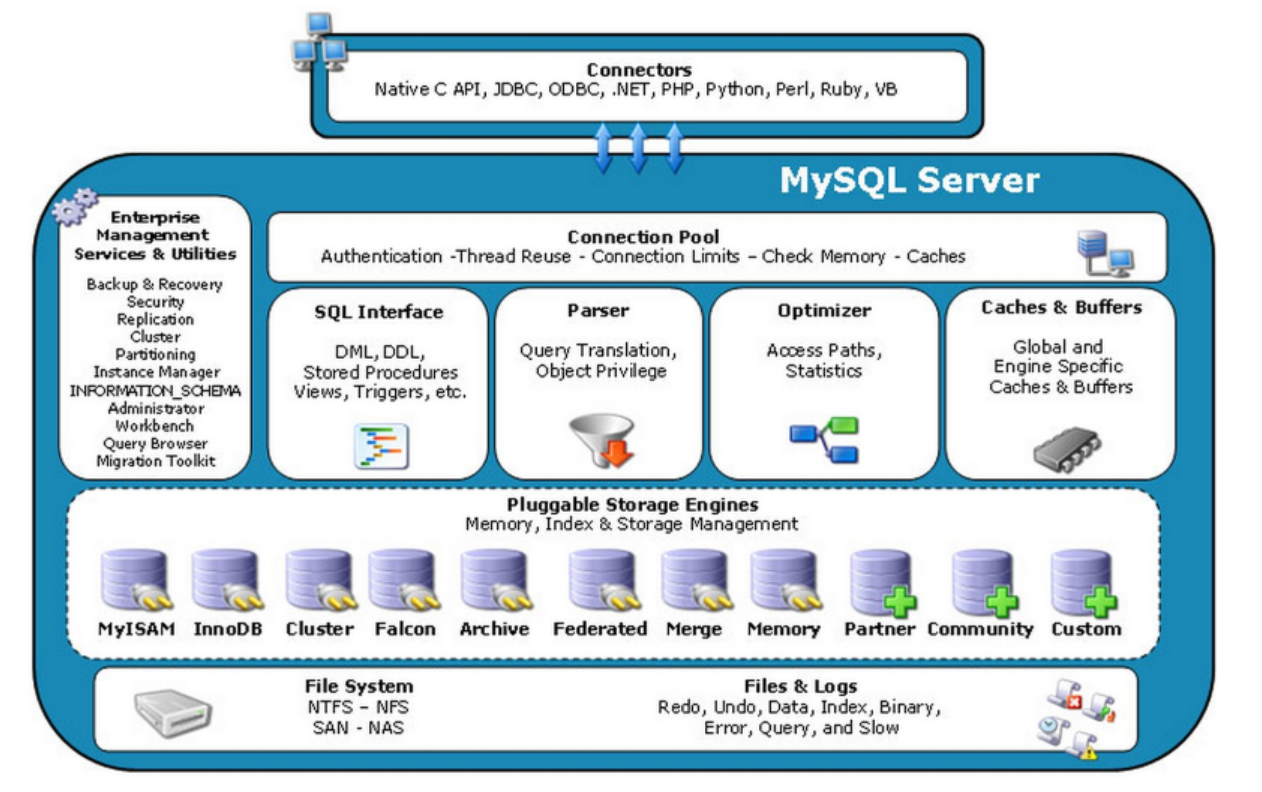 Connectors
Native C API, JDBC, ODBC, .NET, PHP, Python, Perl, Ruby, VB
MySQL Server
Enterprise
Management
Services & Utilities
Backup & Recovery
Security
Replication
Cluster
Partitioning
Instance Manager
INFORMATION_SCHEMA
Administrator
Workbench
Query Browser
Migration Toolkit
Connection Pool
Authentication -Thread Reuse - Connection Limits – Check Memory - Caches
SQL Interface
DML, DDL,
Stored Procedures
Views, Triggers, etc.
Parser
Query Translation,
Object Privilege
Optimizer
Access Paths,
Statistics
Caches & Buffers
Global and
Engine Specific
Caches & Buffers
Pluggable Storage Engines
Memory, Index & Storage Management
MyISAM InnoDB Cluster Falcon Archive Federated Merge Memory Partner Community Custom
File System
NTFS – NFS
SAN - NAS
Files & Logs
Redo, Undo, Data, Index, Binary,
Error, Query, and Slow